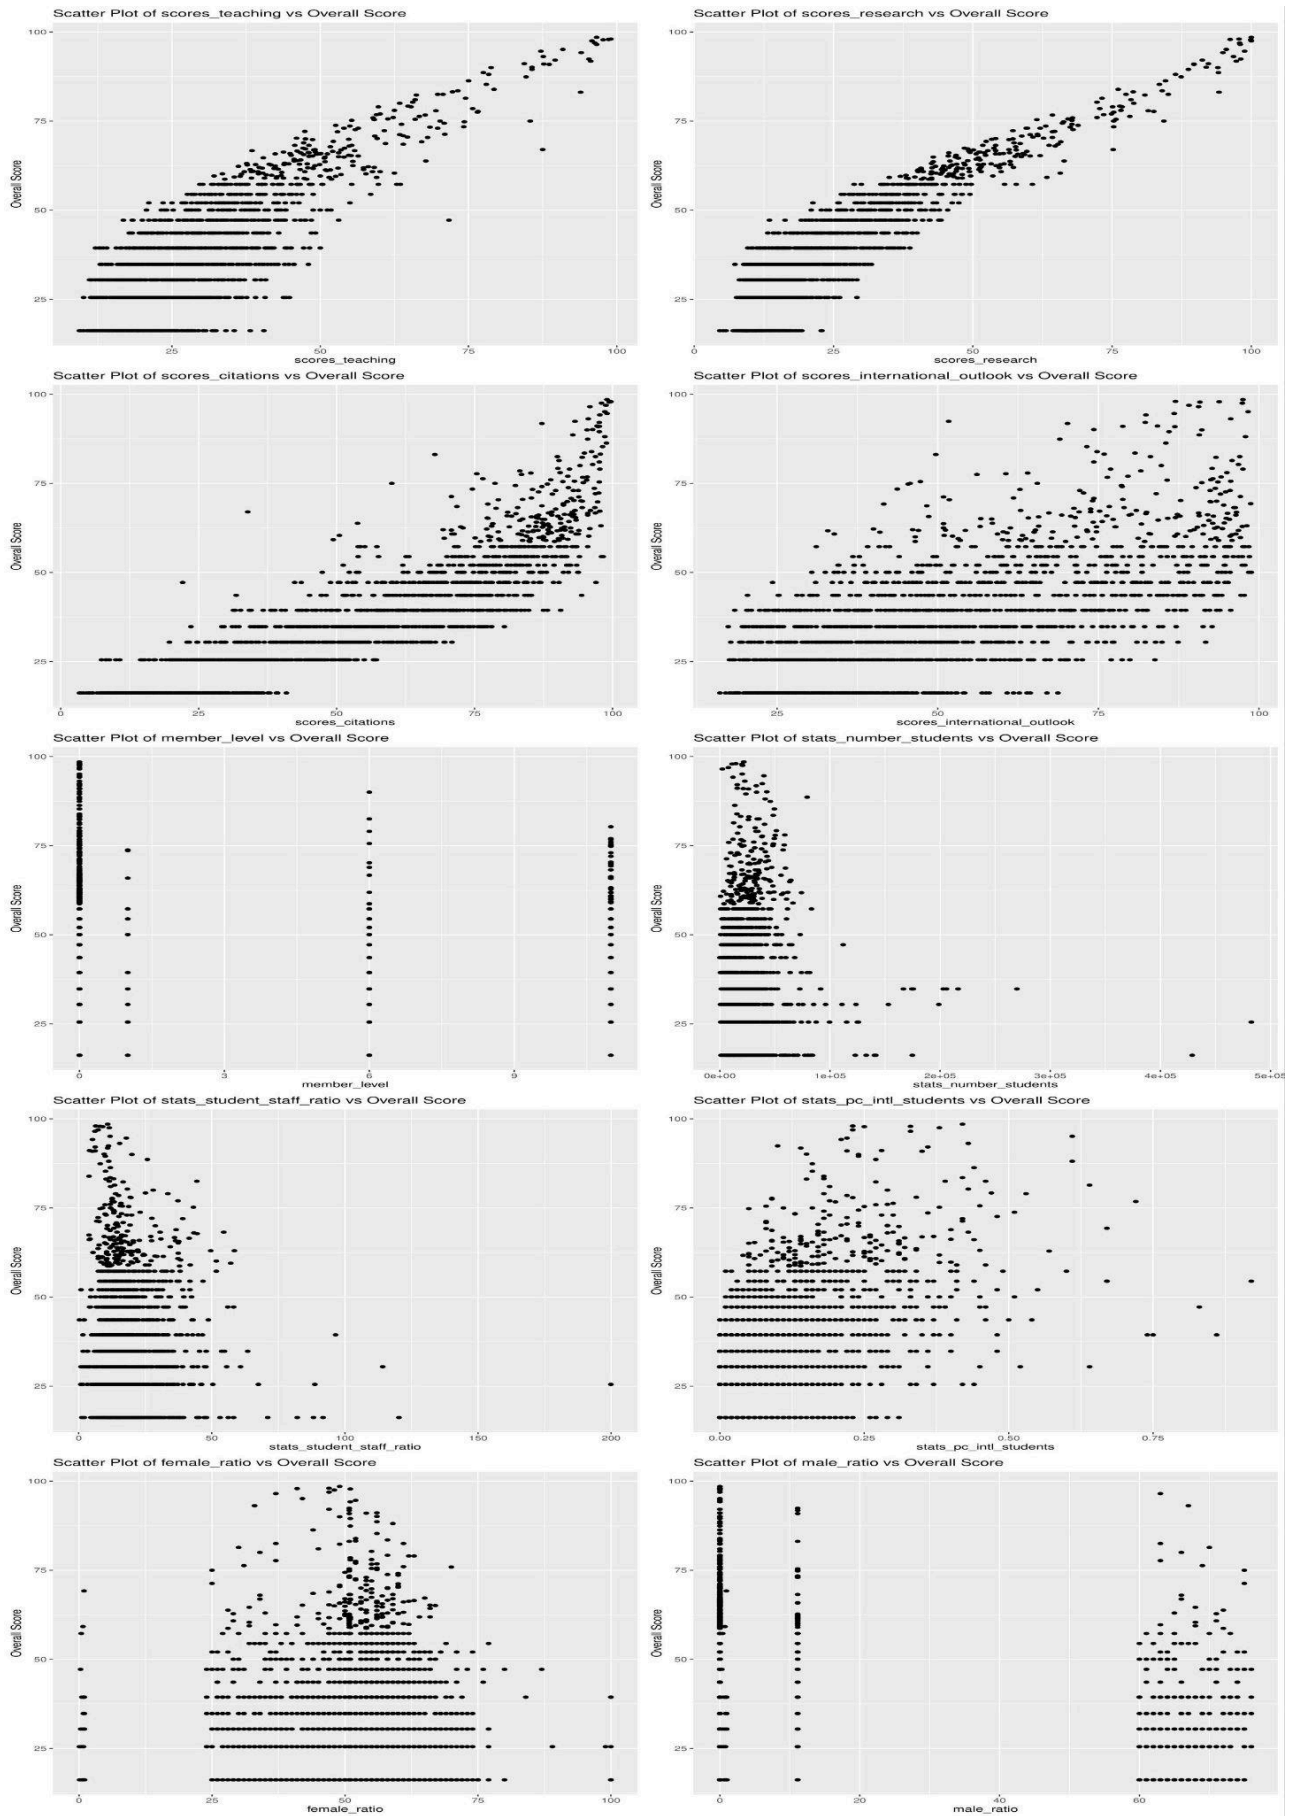 Scatter Plot of scores_teaching vs Overall Score
100
75
50
25
Overall Score
25
50
75
100
scores_teaching
Scatter Plot of scores_research vs Overall Score
100
75
50
25
Overall Score
0
25
50
75
100
scores_research
Scatter Plot of scores_citations vs Overall Score
100
75
50
25
Overall Score
0
25
50
75
100
scores_citations
Scatter Plot of scores_international_outlook vs Overall Score
100
75
50
25
Overall Score
25
50
75
100
scores_international_outlook
Scatter Plot of member_level vs Overall Score
100
75
50
25
Overall Score
0
3
6
9
member_level
Scatter Plot of stats_number_students vs Overall Score
100
75
50
25
Overall Score
0e+00
1e+05
2e+05
3e+05
4e+05
5e+05
stats_number_students
Scatter Plot of stats_student_staff_ratio vs Overall Score
100
75
50
25
Overall Score
0
50
100
150
200
stats_student_staff_ratio
Scatter Plot of stats_pc_intl_students vs Overall Score
100
75
50
25
Overall Score
0.00
0.25
0.50
0.75
stats_pc_intl_students
Scatter Plot of female_ratio vs Overall Score
100
75
50
25
Overall Score
0
25
50
75
100
female_ratio
Scatter Plot of male_ratio vs Overall Score
100
75
50
25
Overall Score
0
20
40
60
male_ratio